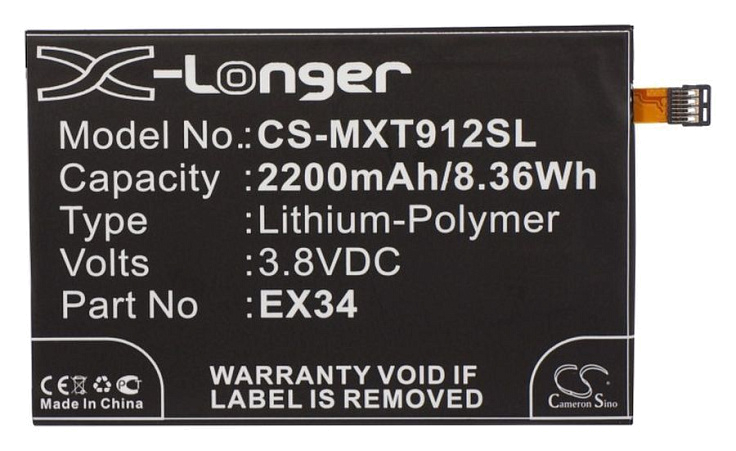 X-Longer
Model No.: CS-MXT912SL
Capacity : 2200mAh/8.36Wh
Type : Lithium-Polymer
Volts : 3.8VDC
Part No : EX34
CE PC
Made In China
WARRANTY VOID IF
LABEL IS REMOVED
CS
Cameron Sino